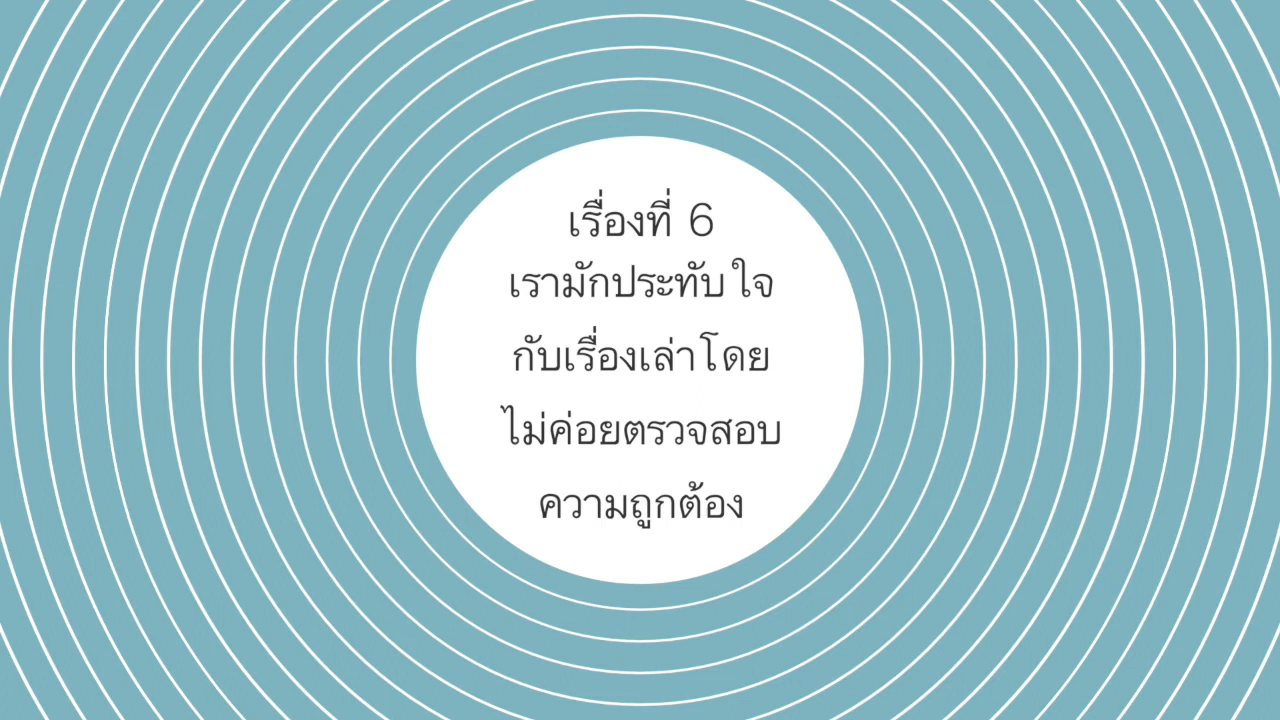 เรื่องที่ 6
เรามักประทับใจ
กับเรื่องเล่าโดย
ไม่ค่อยตรวจสอบ
ความถูกต้อง